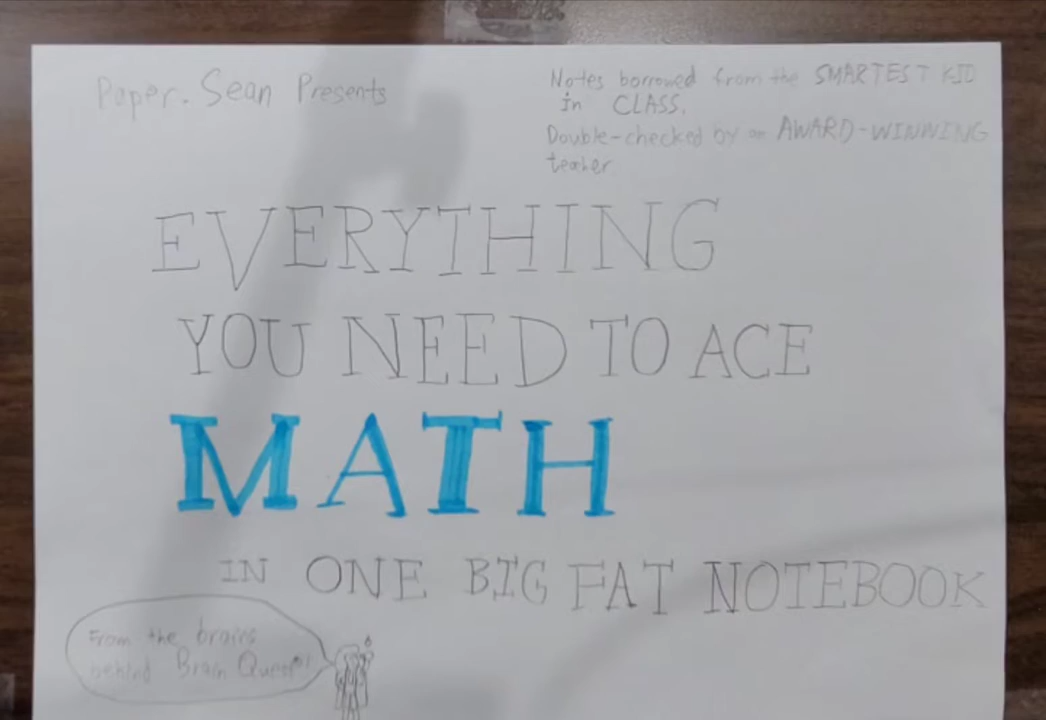 Paper. Sean Presents
Notes borrowed from the SMARTEST KID
in CLASS.
Double-checked by an AWARD-WINNING
teacher
EVERYTHING
YOU NEED TO ACE
MATH
IN ONE BIG FAT NOTEBOOK
From the brains
behind Brain Quest